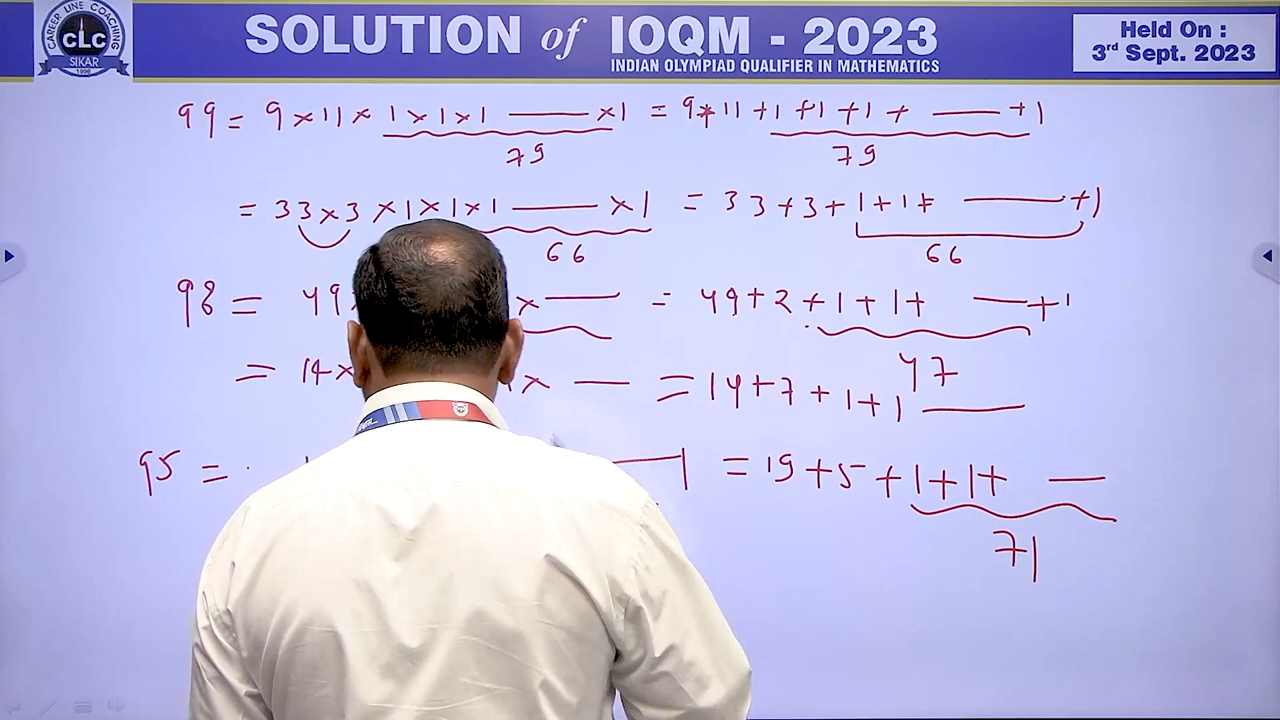 CAREER LINE COACHING
CLC
SIKAR
1996
SOLUTION of IOQM - 2023
INDIAN OLYMPIAD QUALIFIER IN MATHEMATICS
Held On :
3rd Sept. 2023
99 = 9 × 11 × 1 × 1 × 1 —— × 1 = 9 + 11 + 1 + 1 + 1 + —— + 1
79 79
= 33 × 3 × 1 × 1 × 1 —— × 1 = 33 + 3 + 1 + 1 + —— + 1
66 66
98 = 49 × —— = 49 + 2 + 1 + 1 + —— + 1
47
= 14 × × —— = 14 + 7 + 1 + 1 ——
95 = —— 1 = 19 + 5 + 1 + 1 + ——
71